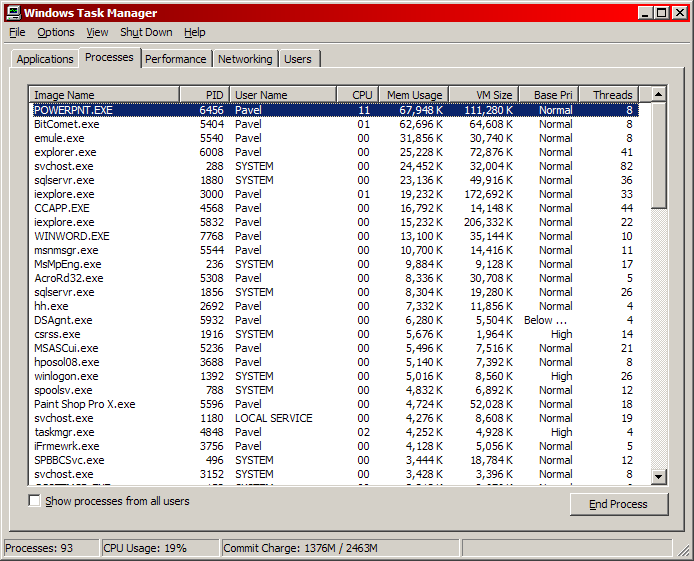 Windows Task Manager
File Options View Shut Down Help
Applications Processes Performance Networking Users
Image Name PID User Name CPU Mem Usage VM Size Base Pri Threads
POWERPNT.EXE 6456 Pavel 11 67,948 K 111,280 K Normal 8
BitComet.exe 5404 Pavel 01 62,696 K 64,608 K Normal 8
emule.exe 5540 Pavel 00 31,856 K 30,740 K Normal 8
explorer.exe 6008 Pavel 00 25,228 K 72,876 K Normal 41
svchost.exe 288 SYSTEM 00 24,452 K 32,004 K Normal 82
sqlservr.exe 1880 SYSTEM 00 23,136 K 49,916 K Normal 36
iexplore.exe 3000 Pavel 01 19,232 K 172,692 K Normal 33
CCAPP.EXE 4568 Pavel 00 16,792 K 14,148 K Normal 44
iexplore.exe 5832 Pavel 00 15,232 K 206,332 K Normal 22
WINWORD.EXE 7768 Pavel 00 13,100 K 35,144 K Normal 10
msnmsgr.exe 5544 Pavel 00 10,700 K 14,416 K Normal 11
MsMpEng.exe 236 SYSTEM 00 9,884 K 9,128 K Normal 17
AcroRd32.exe 5308 Pavel 00 8,336 K 30,708 K Normal 5
sqlservr.exe 1856 SYSTEM 00 8,304 K 19,280 K Normal 26
hh.exe 2692 Pavel 00 7,332 K 11,856 K Normal 4
DSAgnt.exe 5932 Pavel 00 6,280 K 5,504 K Below ... 4
csrss.exe 1916 SYSTEM 00 5,676 K 1,964 K High 14
MSASCui.exe 5236 Pavel 00 5,496 K 7,516 K Normal 21
hposol08.exe 3688 Pavel 00 5,140 K 7,392 K Normal 8
winlogon.exe 1392 SYSTEM 00 5,016 K 8,560 K High 26
spoolsv.exe 788 SYSTEM 00 4,832 K 6,892 K Normal 12
Paint Shop Pro X.exe 5596 Pavel 00 4,724 K 52,028 K Normal 18
svchost.exe 1180 LOCAL SERVICE 00 4,276 K 8,608 K Normal 19
taskmgr.exe 4848 Pavel 02 4,252 K 4,928 K High 4
iFrmewrk.exe 3756 Pavel 00 4,128 K 5,056 K Normal 5
SPBBCSvc.exe 496 SYSTEM 00 3,444 K 18,784 K Normal 12
svchost.exe 3152 SYSTEM 00 3,428 K 3,396 K Normal 8
Show processes from all users
End Process
Processes: 93 CPU Usage: 19% Commit Charge: 1376M / 2463M